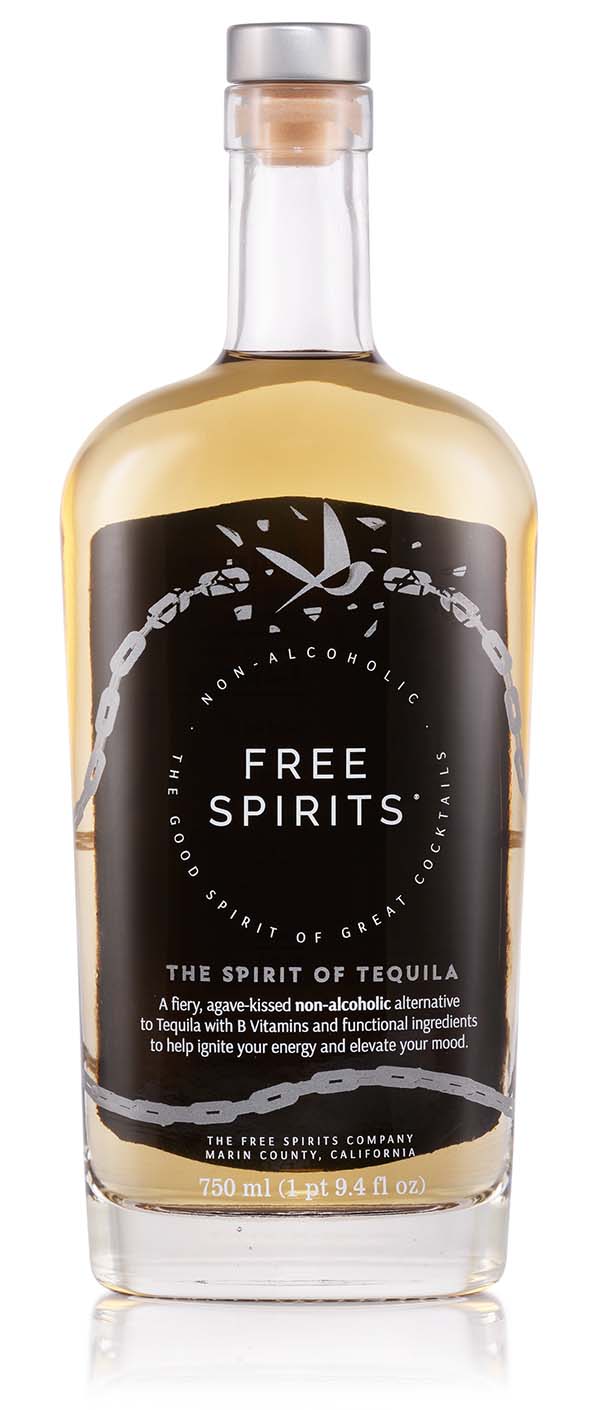 · NON-ALCOHOLIC ·
FREE
SPIRITS®
THE GOOD SPIRIT OF GREAT COCKTAILS
THE SPIRIT OF TEQUILA
A fiery, agave-kissed non-alcoholic alternative
to Tequila with B Vitamins and functional ingredients
to help ignite your energy and elevate your mood.
THE FREE SPIRITS COMPANY
MARIN COUNTY, CALIFORNIA
750 ml (1 pt 9.4 fl oz)